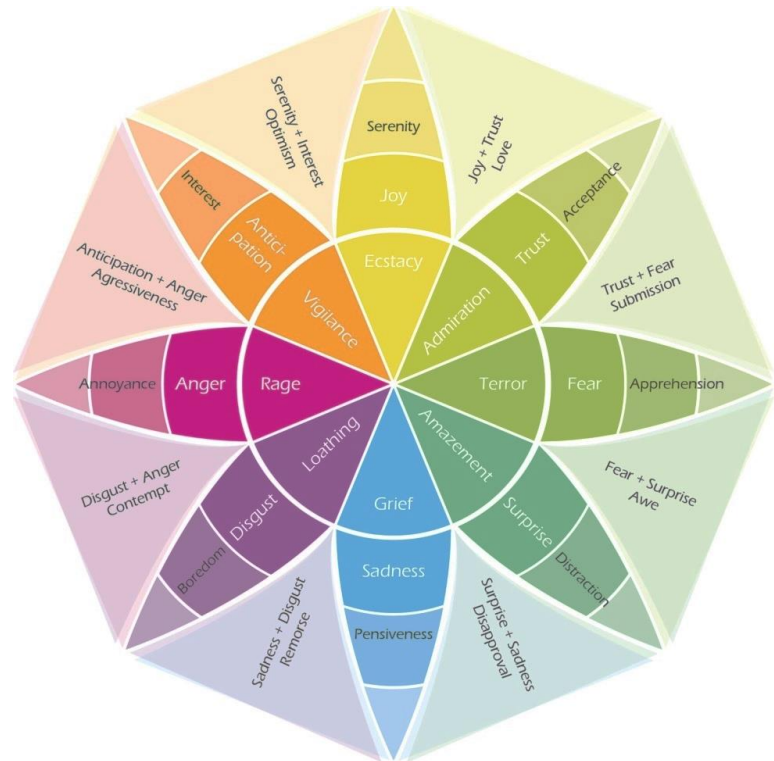 Serenity + Interest
Optimism
Joy + Trust
Love
Trust + Fear
Submission
Fear + Surprise
Awe
Surprise + Sadness
Disapproval
Sadness + Disgust
Remorse
Disgust + Anger
Contempt
Anticipation + Anger
Agressiveness
Serenity
Joy
Ecstacy
Acceptance
Trust
Admiration
Apprehension
Fear
Terror
Distraction
Surprise
Amazement
Pensiveness
Sadness
Grief
Boredom
Disgust
Loathing
Annoyance
Anger
Rage
Interest
Antici-
pation
Vigilance